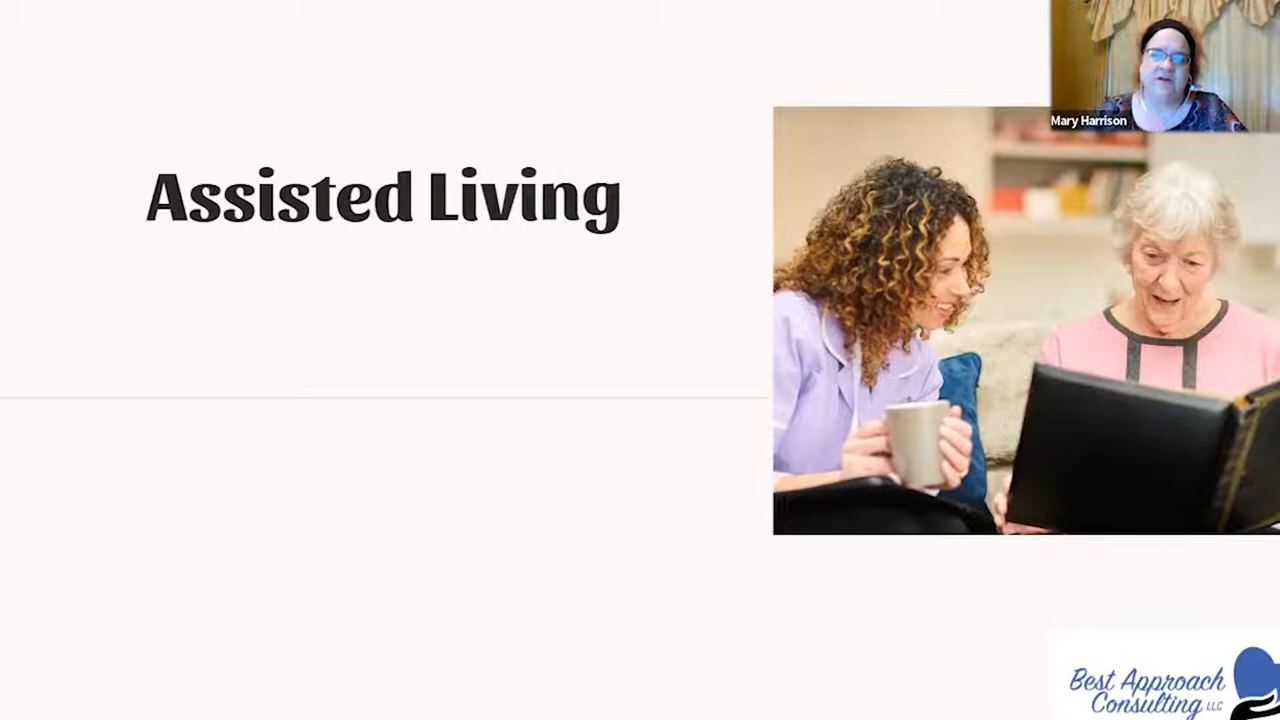 Mary Harrison
Assisted Living
Best Approach
Consulting LLC